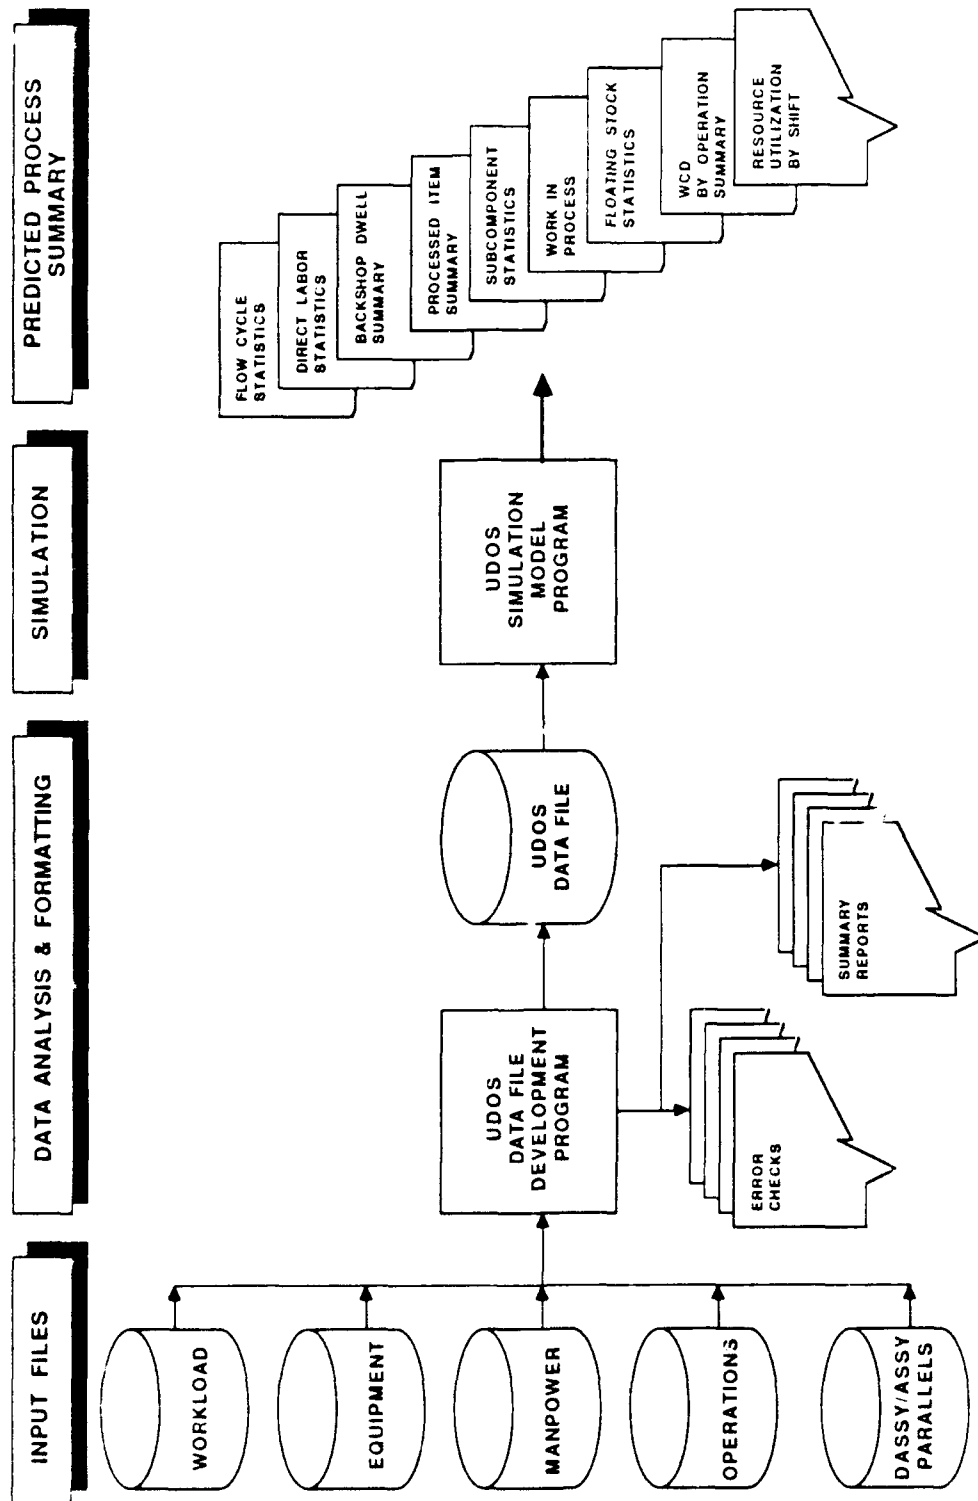 INPUT FILES
DATA ANALYSIS & FORMATTING
SIMULATION
PREDICTED PROCESS
SUMMARY
WORKLOAD
EQUIPMENT
MANPOWER
OPERATIONS
DASSY/ASSY
PARALLELS
UDOS
DATA FILE
DEVELOPMENT
PROGRAM
ERROR
CHECKS
SUMMARY
REPORTS
UDOS
DATA FILE
UDOS
SIMULATION
MODEL
PROGRAM
FLOW CYCLE
STATISTICS
DIRECT LABOR
STATISTICS
BACKSHOP DWELL
SUMMARY
PROCESSED ITEM
SUMMARY
SUBCOMPONENT
STATISTICS
WORK IN
PROCESS
FLOATING STOCK
STATISTICS
WCD
BY OPERATION
SUMMARY
RESOURCE
UTILIZATION
BY SHIFT